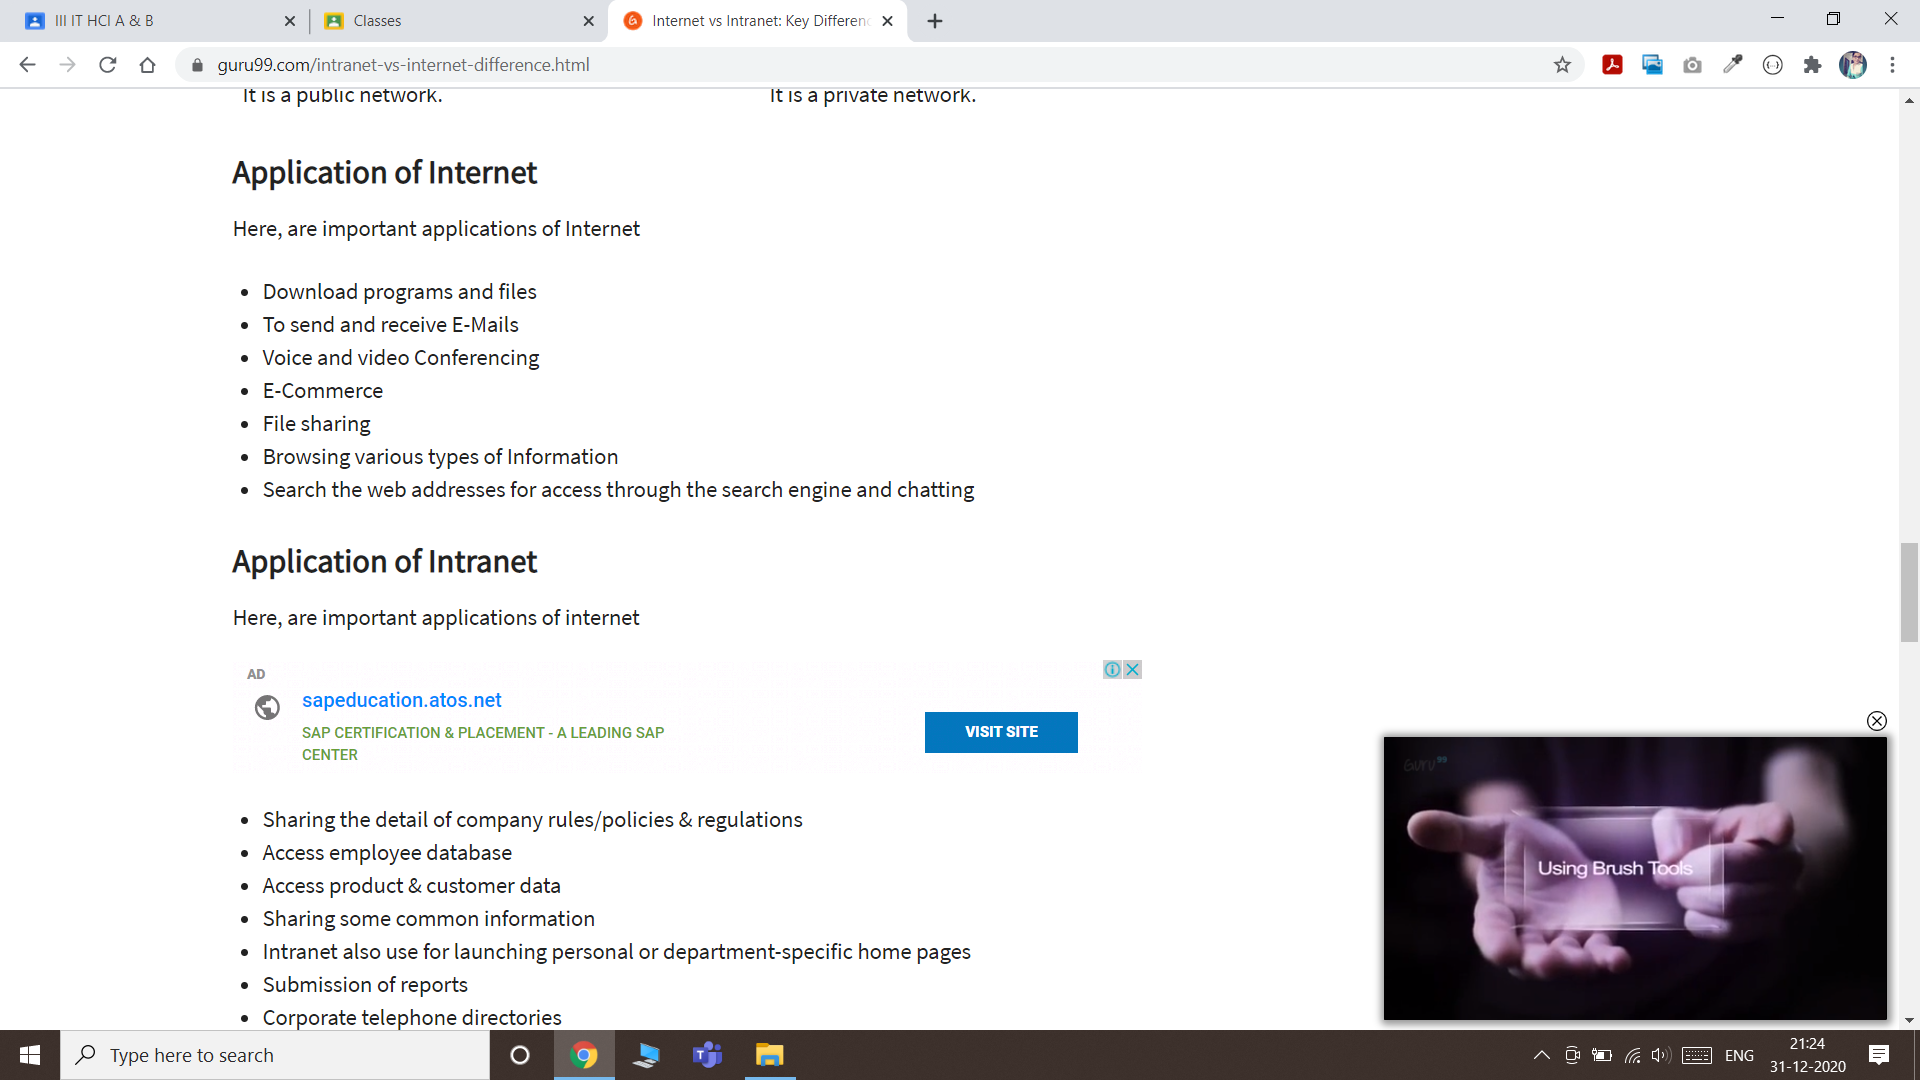 III IT HCI A & B
Classes
Internet vs Intranet: Key Differen
guru99.com/intranet-vs-internet-difference.html
It is a public network.
It is a private network.
Application of Internet
Here, are important applications of Internet
Download programs and files
To send and receive E-Mails
Voice and video Conferencing
E-Commerce
File sharing
Browsing various types of Information
Search the web addresses for access through the search engine and chatting
Application of Intranet
Here, are important applications of internet
AD
sapeducation.atos.net
SAP CERTIFICATION & PLACEMENT - A LEADING SAP
CENTER
VISIT SITE
Guru99
Using Brush Tools
Sharing the detail of company rules/policies & regulations
Access employee database
Access product & customer data
Sharing some common information
Intranet also use for launching personal or department-specific home pages
Submission of reports
Corporate telephone directories
Type here to search
ENG
21:24
31-12-2020